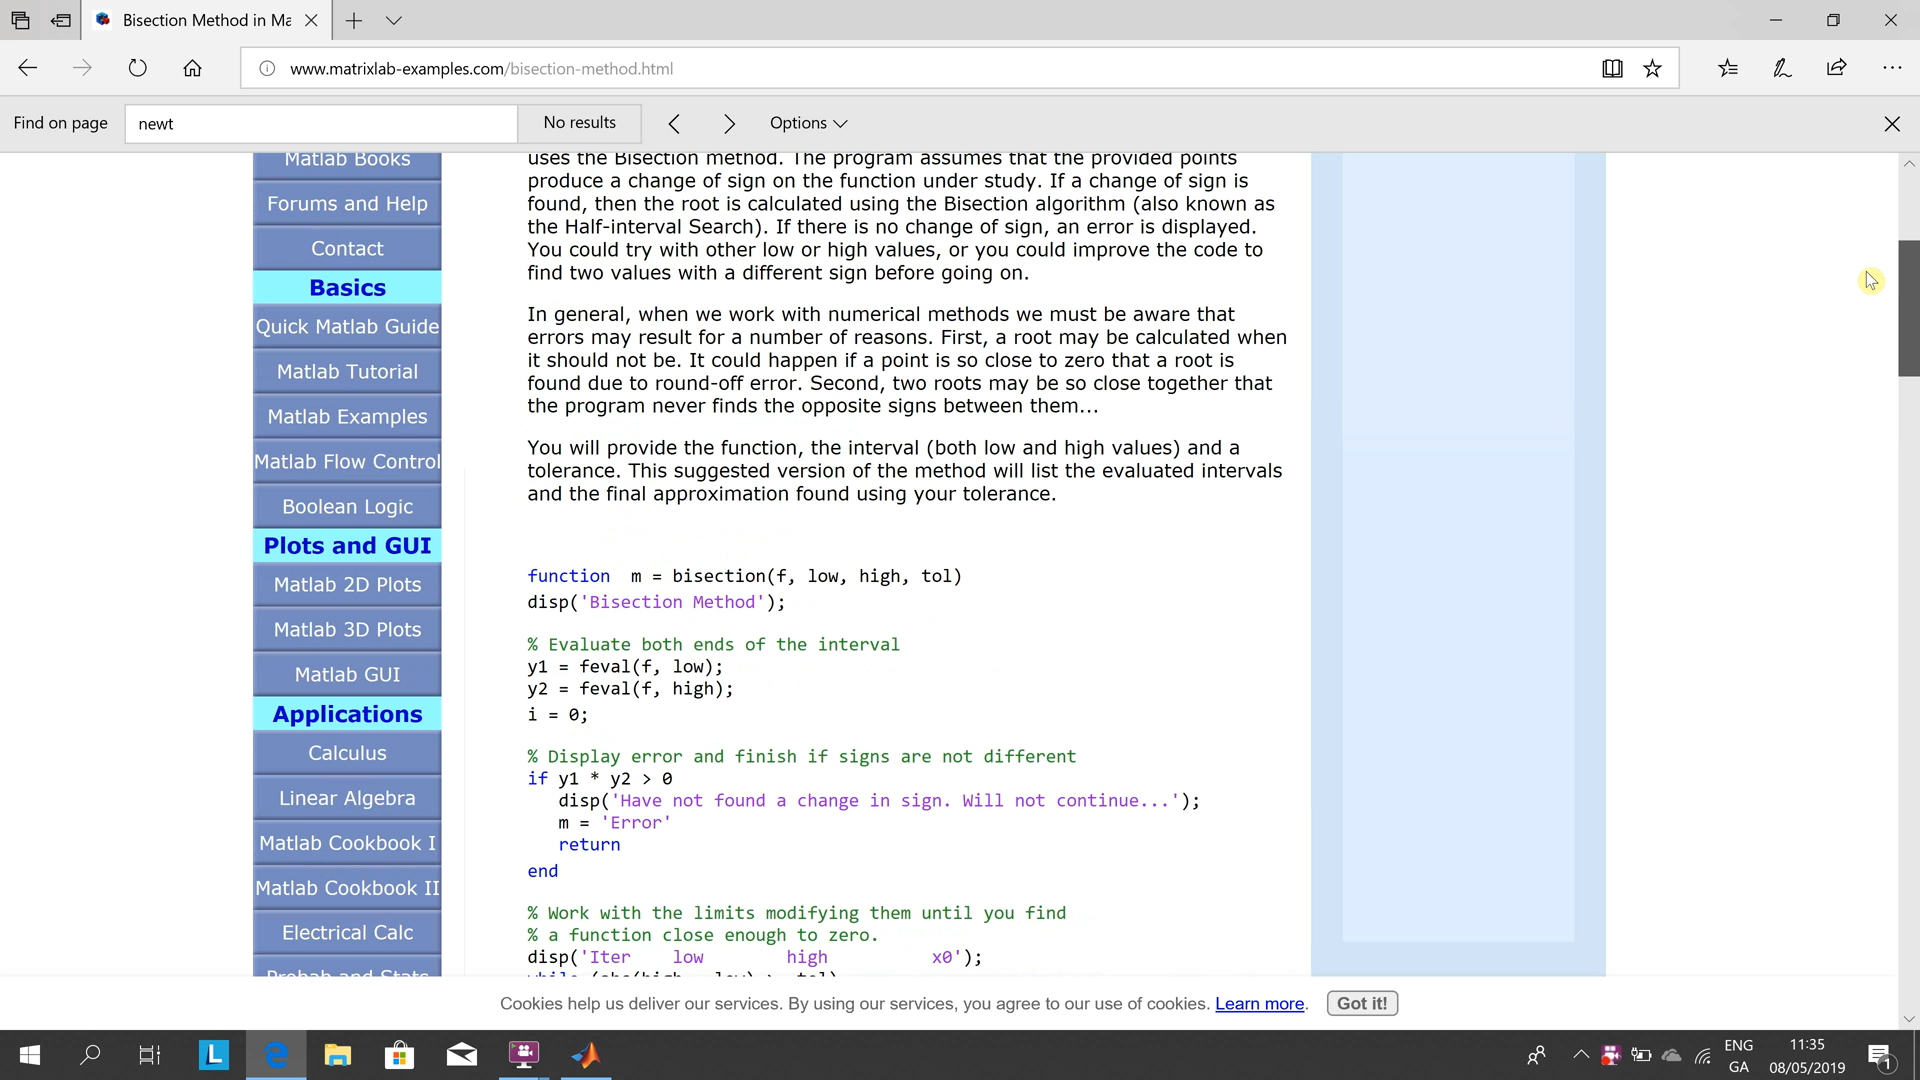 Bisection Method in Ma
www.matrixlab-examples.com/bisection-method.html
Find on page
newt
No results
Options
Matlab Books
Forums and Help
Contact
Basics
Quick Matlab Guide
Matlab Tutorial
Matlab Examples
Matlab Flow Control
Boolean Logic
Plots and GUI
Matlab 2D Plots
Matlab 3D Plots
Matlab GUI
Applications
Calculus
Linear Algebra
Matlab Cookbook I
Matlab Cookbook II
Electrical Calc
Probab and Stats
uses the Bisection method. The program assumes that the provided points
produce a change of sign on the function under study. If a change of sign is
found, then the root is calculated using the Bisection algorithm (also known as
the Half-interval Search). If there is no change of sign, an error is displayed.
You could try with other low or high values, or you could improve the code to
find two values with a different sign before going on.
In general, when we work with numerical methods we must be aware that
errors may result for a number of reasons. First, a root may be calculated when
it should not be. It could happen if a point is so close to zero that a root is
found due to round-off error. Second, two roots may be so close together that
the program never finds the opposite signs between them...
You will provide the function, the interval (both low and high values) and a
tolerance. This suggested version of the method will list the evaluated intervals
and the final approximation found using your tolerance.
function  m = bisection(f, low, high, tol)
disp('Bisection Method');
% Evaluate both ends of the interval
y1 = feval(f, low);
y2 = feval(f, high);
i = 0;
% Display error and finish if signs are not different
if y1 * y2 > 0
disp('Have not found a change in sign. Will not continue...');
m = 'Error'
return
end
% Work with the limits modifying them until you find
% a function close enough to zero.
disp('Iter    low        high          x0');
while (abs(high - low) >= tol)
Cookies help us deliver our services. By using our services, you agree to our use of cookies. Learn more.
Got it!
L
ENG
GA
11:35
08/05/2019
1